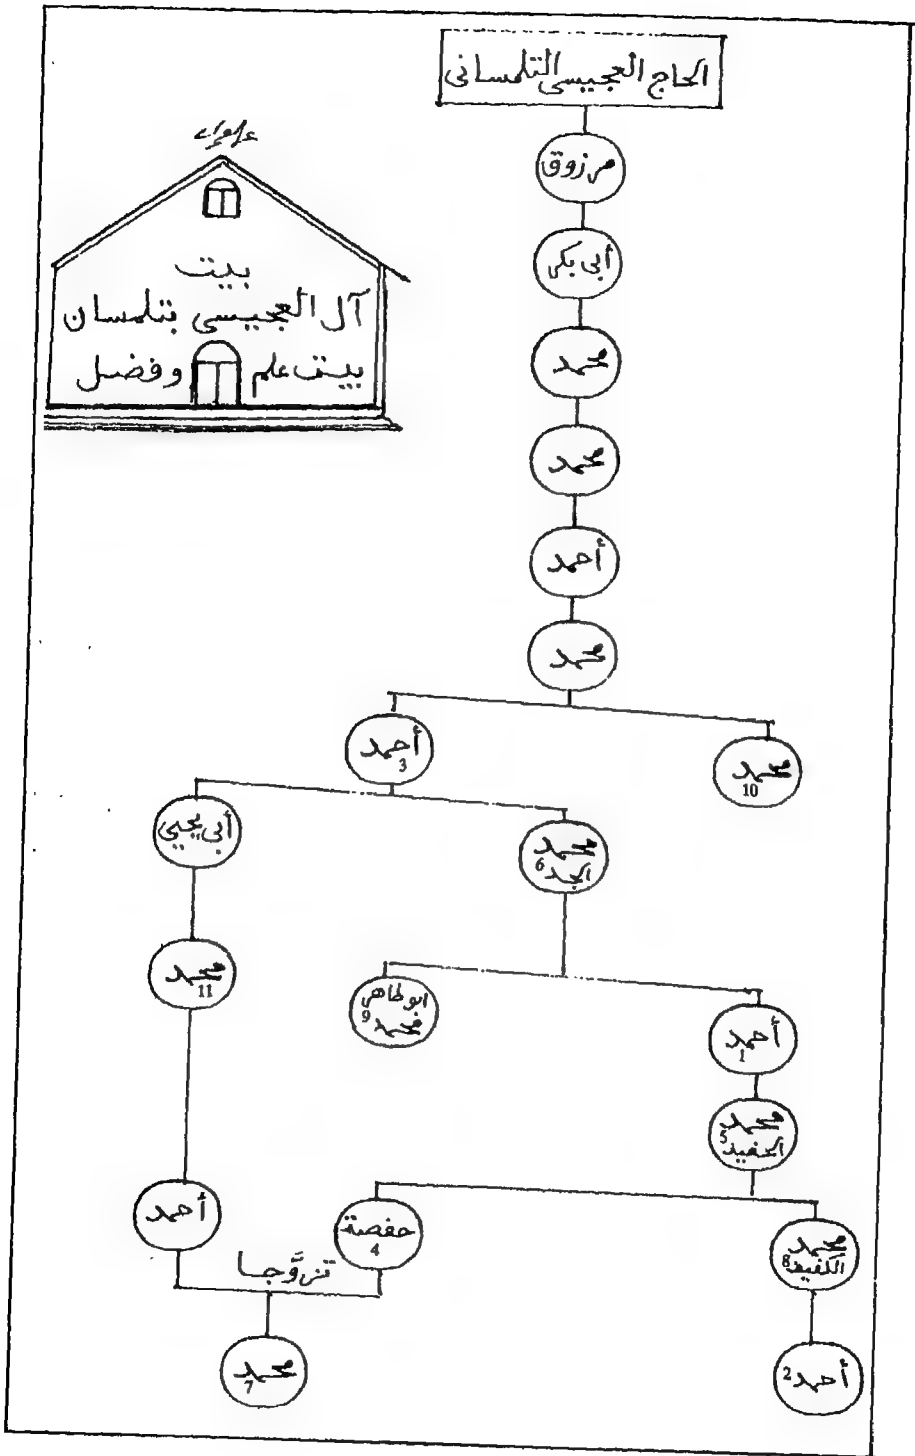 الحاج العجيسي التلمساني
مرزوق
أبي بكر
محمد
محمد
أحمد
محمد
بيت
آل العجيسي بتلمسان
بيت علم وفضل
أحمد
3
محمد
10
أبي يحيى
محمد
الجد 6
محمد
11
ابو طاهر
محمد 9
أحمد
1
محمد
الحفيد 5
أحمد
حفصة
4
تزوَّجا
محمد
الكفيف 8
محمد
7
أحمد 2